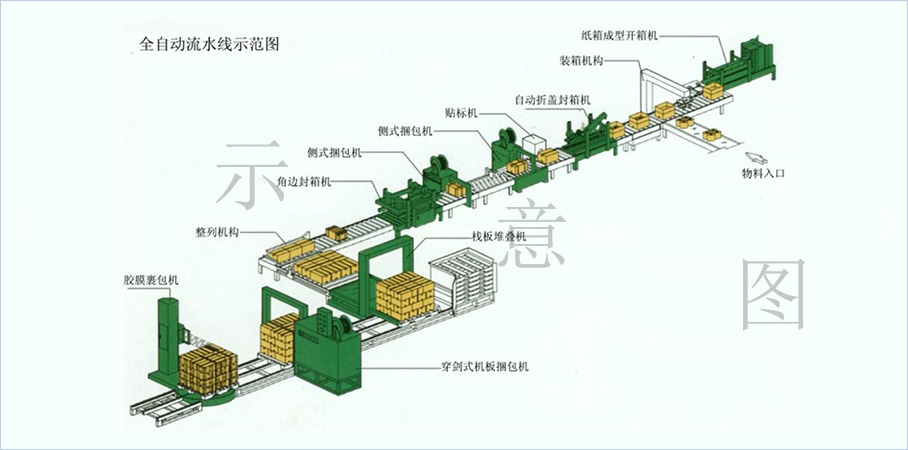 全自动流水线示范图
纸箱成型开箱机
装箱机构
自动折盖封箱机
贴标机
侧式捆包机
侧式捆包机
角边封箱机
物料入口
整列机构
栈板堆叠机
胶膜裹包机
穿剑式机板捆包机
示
意
图